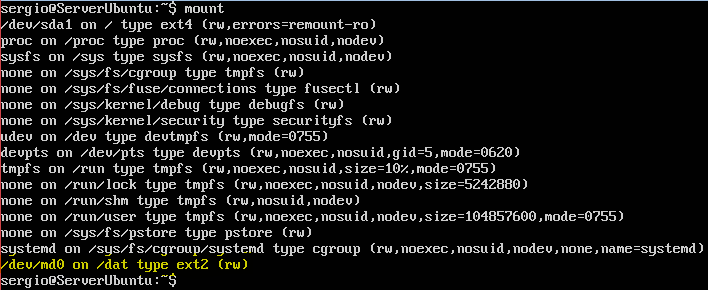 sergio@ServerUbuntu:~$ mount
/dev/sda1 on / type ext4 (rw,errors=remount-ro)
proc on /proc type proc (rw,noexec,nosuid,nodev)
sysfs on /sys type sysfs (rw,noexec,nosuid,nodev)
none on /sys/fs/cgroup type tmpfs (rw)
none on /sys/fs/fuse/connections type fusectl (rw)
none on /sys/kernel/debug type debugfs (rw)
none on /sys/kernel/security type securityfs (rw)
udev on /dev type devtmpfs (rw,mode=0755)
devpts on /dev/pts type devpts (rw,noexec,nosuid,gid=5,mode=0620)
tmpfs on /run type tmpfs (rw,noexec,nosuid,size=10%,mode=0755)
none on /run/lock type tmpfs (rw,noexec,nosuid,nodev,size=5242880)
none on /run/shm type tmpfs (rw,nosuid,nodev)
none on /run/user type tmpfs (rw,noexec,nosuid,nodev,size=104857600,mode=0755)
none on /sys/fs/pstore type pstore (rw)
systemd on /sys/fs/cgroup/systemd type cgroup (rw,noexec,nosuid,nodev,none,name=systemd)
/dev/md0 on /dat type ext2 (rw)
sergio@ServerUbuntu:~$